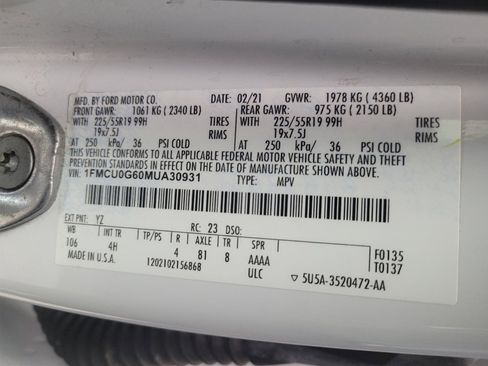 MFD. BY FORD MOTOR CO. DATE: 02/21 GVWR: 1978 KG ( 4360 LB)
FRONT GAWR: 1061 KG ( 2340 LB) REAR GAWR: 975 KG ( 2150 LB)
WITH 225/55R19 99H TIRES WITH 225/55R19 99H TIRES
19x7.5J RIMS 19x7.5J RIMS
AT 250 kPa/ 36 PSI COLD AT 250 kPa/ 36 PSI COLD
THIS VEHICLE CONFORMS TO ALL APPLICABLE FEDERAL MOTOR VEHICLE SAFETY AND THEFT
PREVENTION STANDARDS IN EFFECT ON THE DATE OF MANUFACTURE SHOWN ABOVE.
VIN: 1FMCU0G60MUA30931 TYPE: MPV
EXT PNT: YZ RC: 23 DSO:
WB INT TR TP/PS R AXLE TR SPR F0135
106 4H 4 81 8 AAAA T0137
MADE IN U.S.A. 1202102156868 ULC ▽ 5U5A-3520472-AA